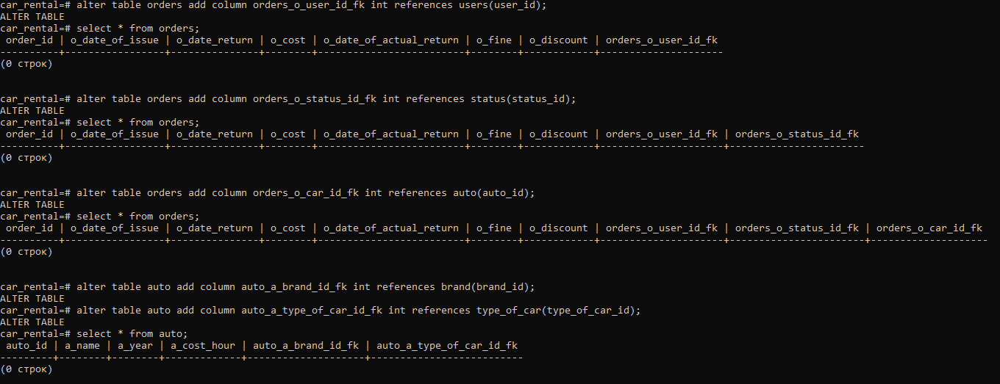 car_rental=# alter table orders add column orders_o_user_id_fk int references users(user_id);
ALTER TABLE
car_rental=# select * from orders;
 order_id | o_date_of_issue | o_date_return | o_cost | o_date_of_actual_return | o_fine | o_discount | orders_o_user_id_fk
----------+-----------------+---------------+--------+-------------------------+--------+------------+---------------------
(0 строк)
car_rental=# alter table orders add column orders_o_status_id_fk int references status(status_id);
ALTER TABLE
car_rental=# select * from orders;
 order_id | o_date_of_issue | o_date_return | o_cost | o_date_of_actual_return | o_fine | o_discount | orders_o_user_id_fk | orders_o_status_id_fk
----------+-----------------+---------------+--------+-------------------------+--------+------------+---------------------+-----------------------
(0 строк)
car_rental=# alter table orders add column orders_o_car_id_fk int references auto(auto_id);
ALTER TABLE
car_rental=# select * from orders;
 order_id | o_date_of_issue | o_date_return | o_cost | o_date_of_actual_return | o_fine | o_discount | orders_o_user_id_fk | orders_o_status_id_fk | orders_o_car_id_fk
----------+-----------------+---------------+--------+-------------------------+--------+------------+---------------------+-----------------------+--------------------
(0 строк)
car_rental=# alter table auto add column auto_a_brand_id_fk int references brand(brand_id);
ALTER TABLE
car_rental=# alter table auto add column auto_a_type_of_car_id_fk int references type_of_car(type_of_car_id);
ALTER TABLE
car_rental=# select * from auto;
 auto_id | a_name | a_year | a_cost_hour | auto_a_brand_id_fk | auto_a_type_of_car_id_fk
---------+--------+--------+-------------+--------------------+--------------------------
(0 строк)